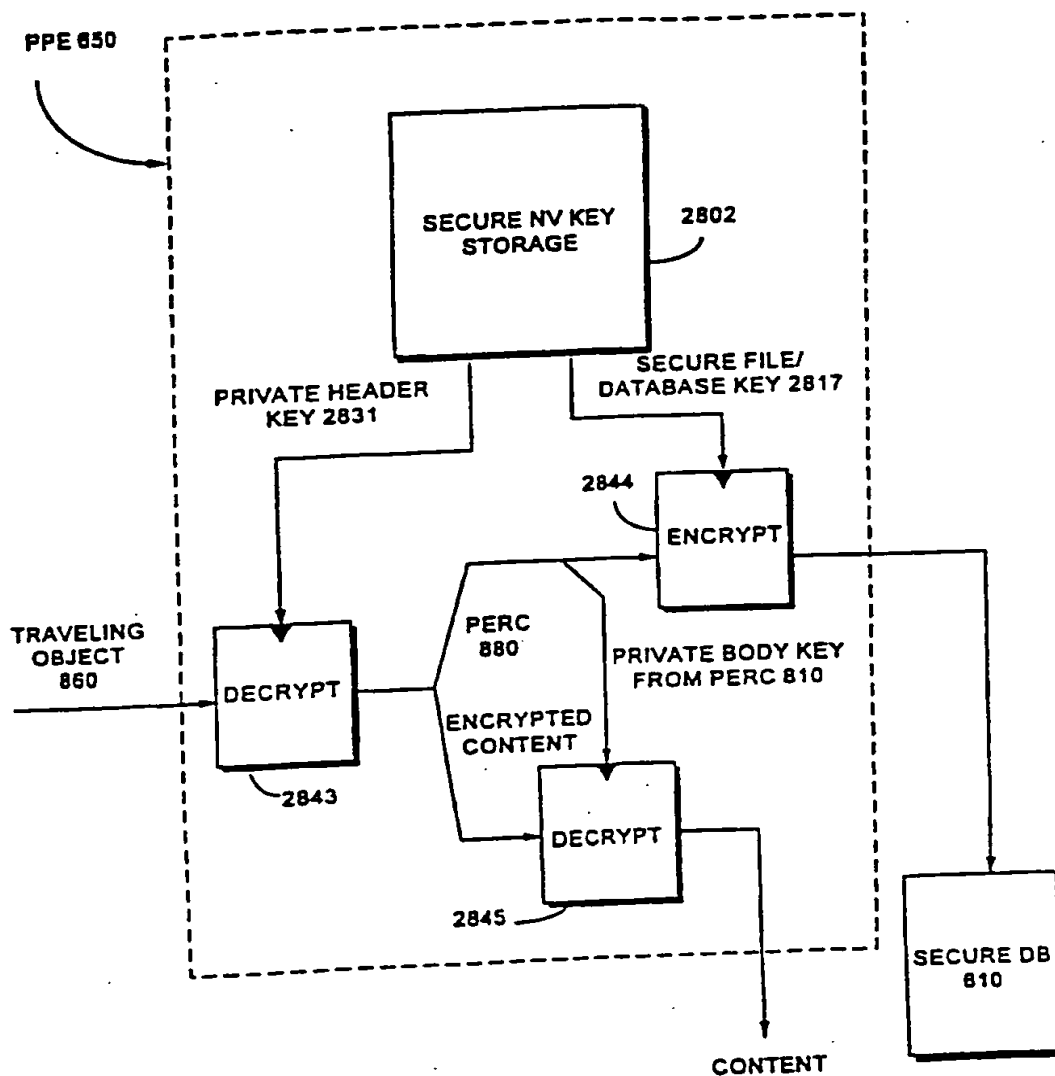 PPE 650
SECURE NV KEY
STORAGE
2802
PRIVATE HEADER
KEY 2831
SECURE FILE/
DATABASE KEY 2817
2844
ENCRYPT
TRAVELING
OBJECT
860
DECRYPT
PERC
880
PRIVATE BODY KEY
FROM PERC 810
ENCRYPTED
CONTENT
2843
DECRYPT
2845
SECURE DB
610
CONTENT